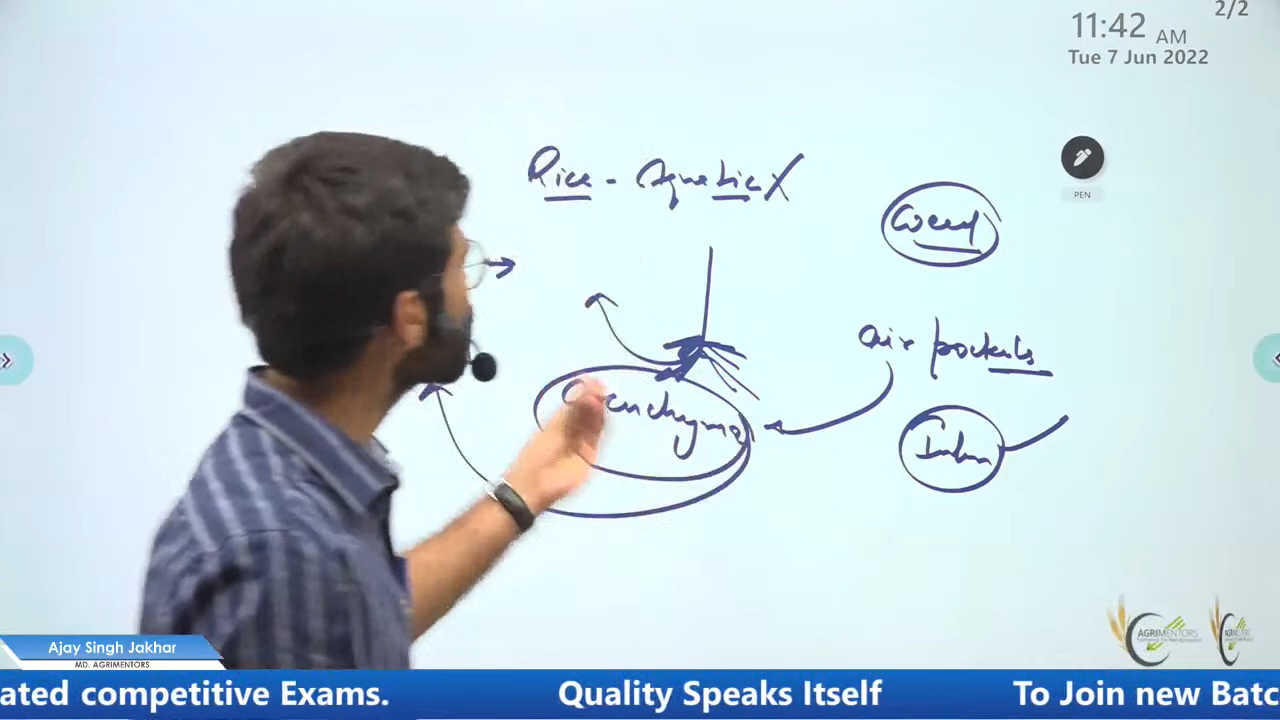 2/2
11:42 AM
Tue 7 Jun 2022
PEN
Rice - Aquatic X
Weed
air pockets
AGRIMENTORS
Ajay Singh Jakhar
MD. AGRIMENTORS
ated competitive Exams. Quality Speaks Itself To Join new Batc